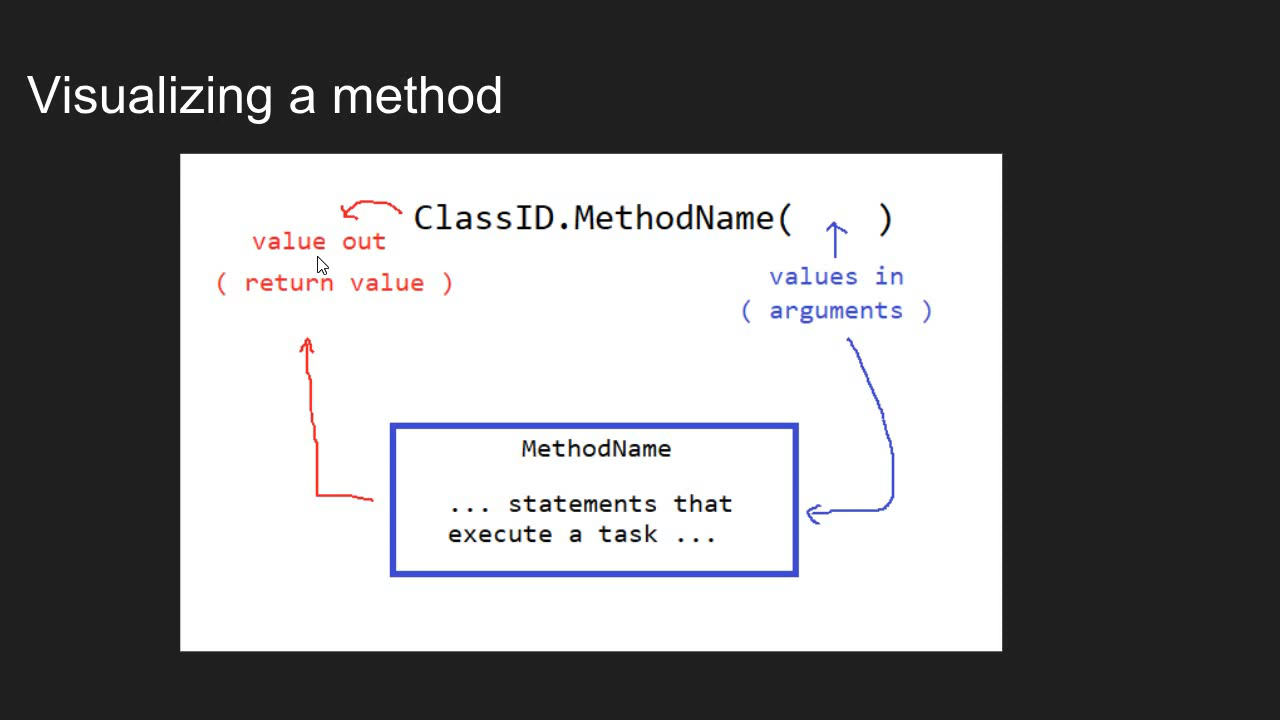 Visualizing a method
ClassID.MethodName( )
value out
( return value )
values in
( arguments )
MethodName
... statements that
execute a task ...